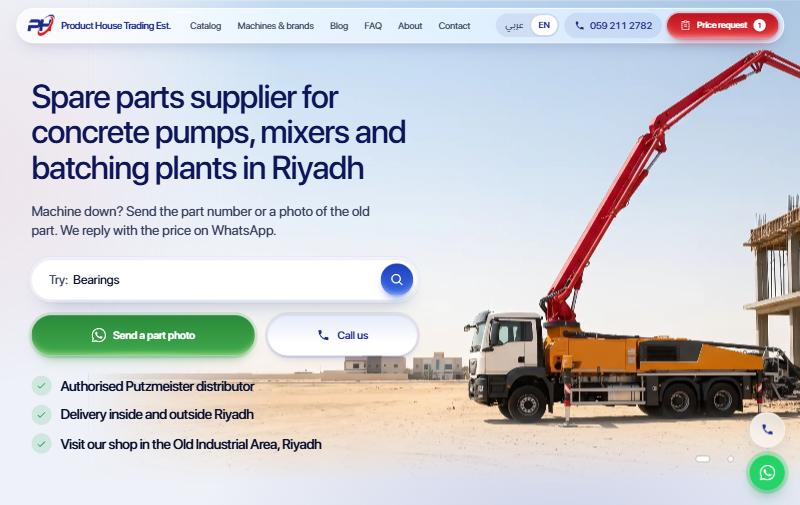 PH Product House Trading Est.
Catalog
Machines & brands
Blog
FAQ
About
Contact
عربي
EN
059 211 2782
Price request
1
Spare parts supplier for
concrete pumps, mixers and
batching plants in Riyadh
Machine down? Send the part number or a photo of the old
part. We reply with the price on WhatsApp.
Try: Bearings
Send a part photo
Call us
Authorised Putzmeister distributor
Delivery inside and outside Riyadh
Visit our shop in the Old Industrial Area, Riyadh